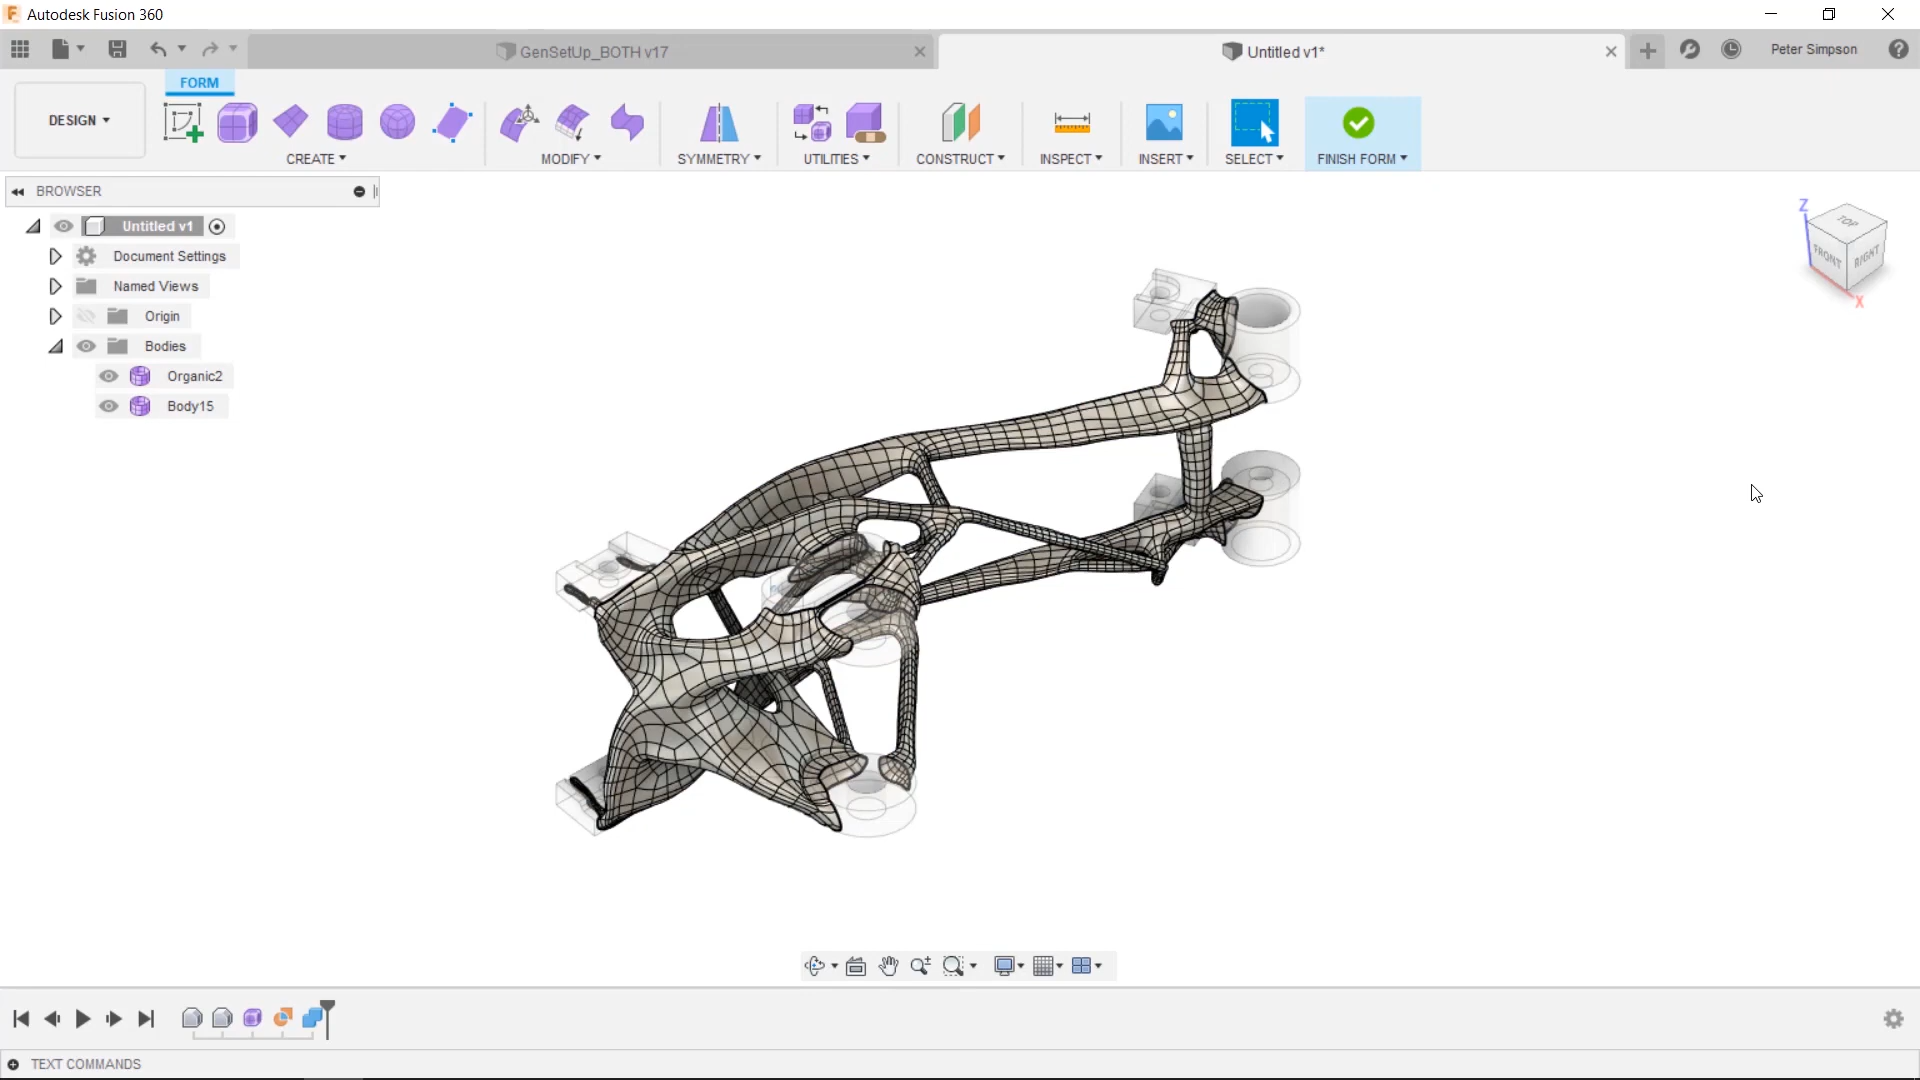 Autodesk Fusion 360
GenSetUp_BOTH v17
Untitled v1*
Peter Simpson
FORM
DESIGN
CREATE
MODIFY
SYMMETRY
UTILITIES
CONSTRUCT
INSPECT
INSERT
SELECT
FINISH FORM
BROWSER
Untitled v1
Document Settings
Named Views
Origin
Bodies
Organic2
Body15
Z
TOP
FRONT
RIGHT
X
TEXT COMMANDS